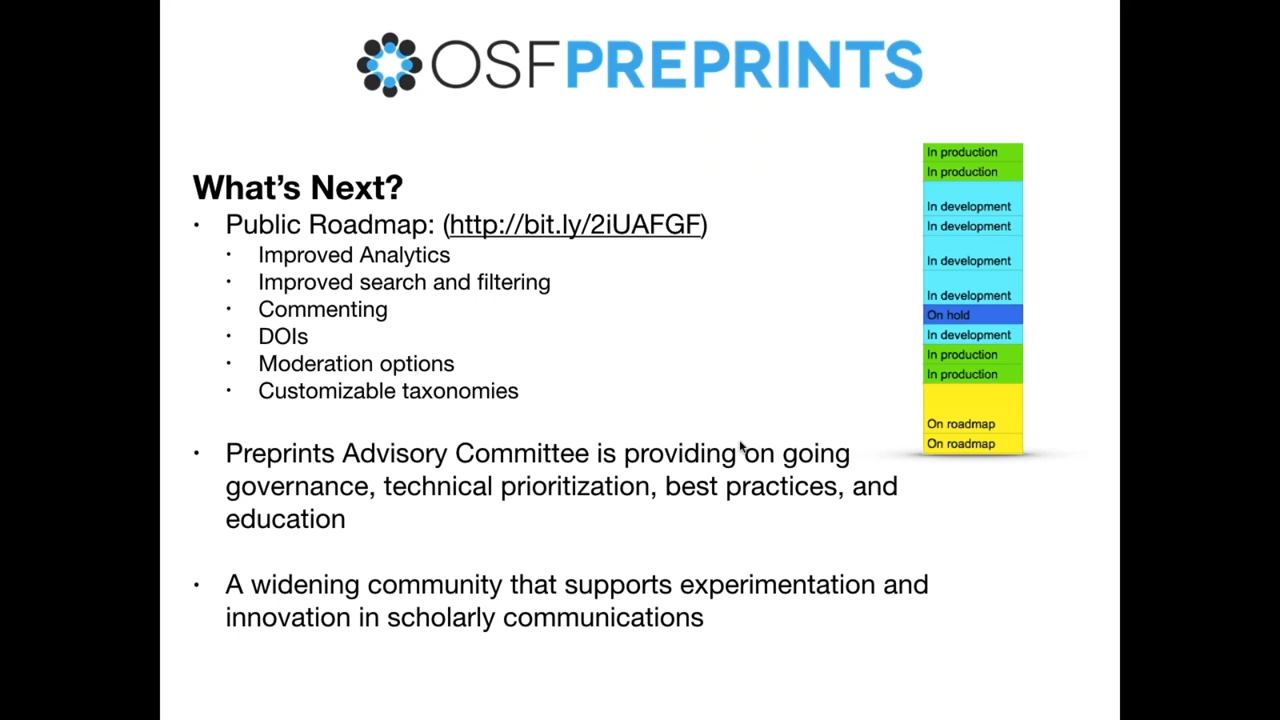 OSFPREPRINTS
What's Next?
• Public Roadmap: (http://bit.ly/2iUAFGF)
• Improved Analytics
• Improved search and filtering
• Commenting
• DOIs
• Moderation options
• Customizable taxonomies
• Preprints Advisory Committee is providing on going
governance, technical prioritization, best practices, and
education
• A widening community that supports experimentation and
innovation in scholarly communications
In production
In production
In development
In development
In development
In development
On hold
In development
In production
In production
On roadmap
On roadmap